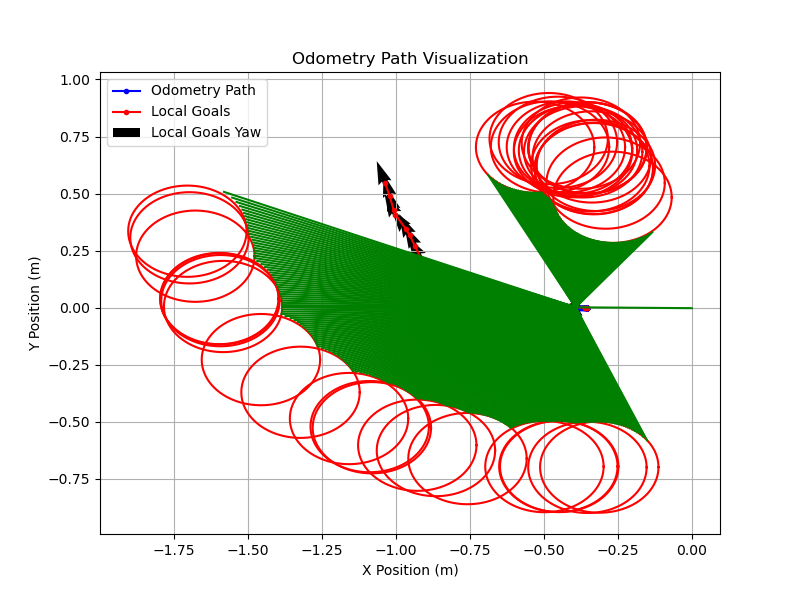 Odometry Path Visualization
Odometry Path
Local Goals
Local Goals Yaw
Y Position (m)
1.00
0.75
0.50
0.25
0.00
−0.25
−0.50
−0.75
−1.75 −1.50 −1.25 −1.00 −0.75 −0.50 −0.25 0.00
X Position (m)